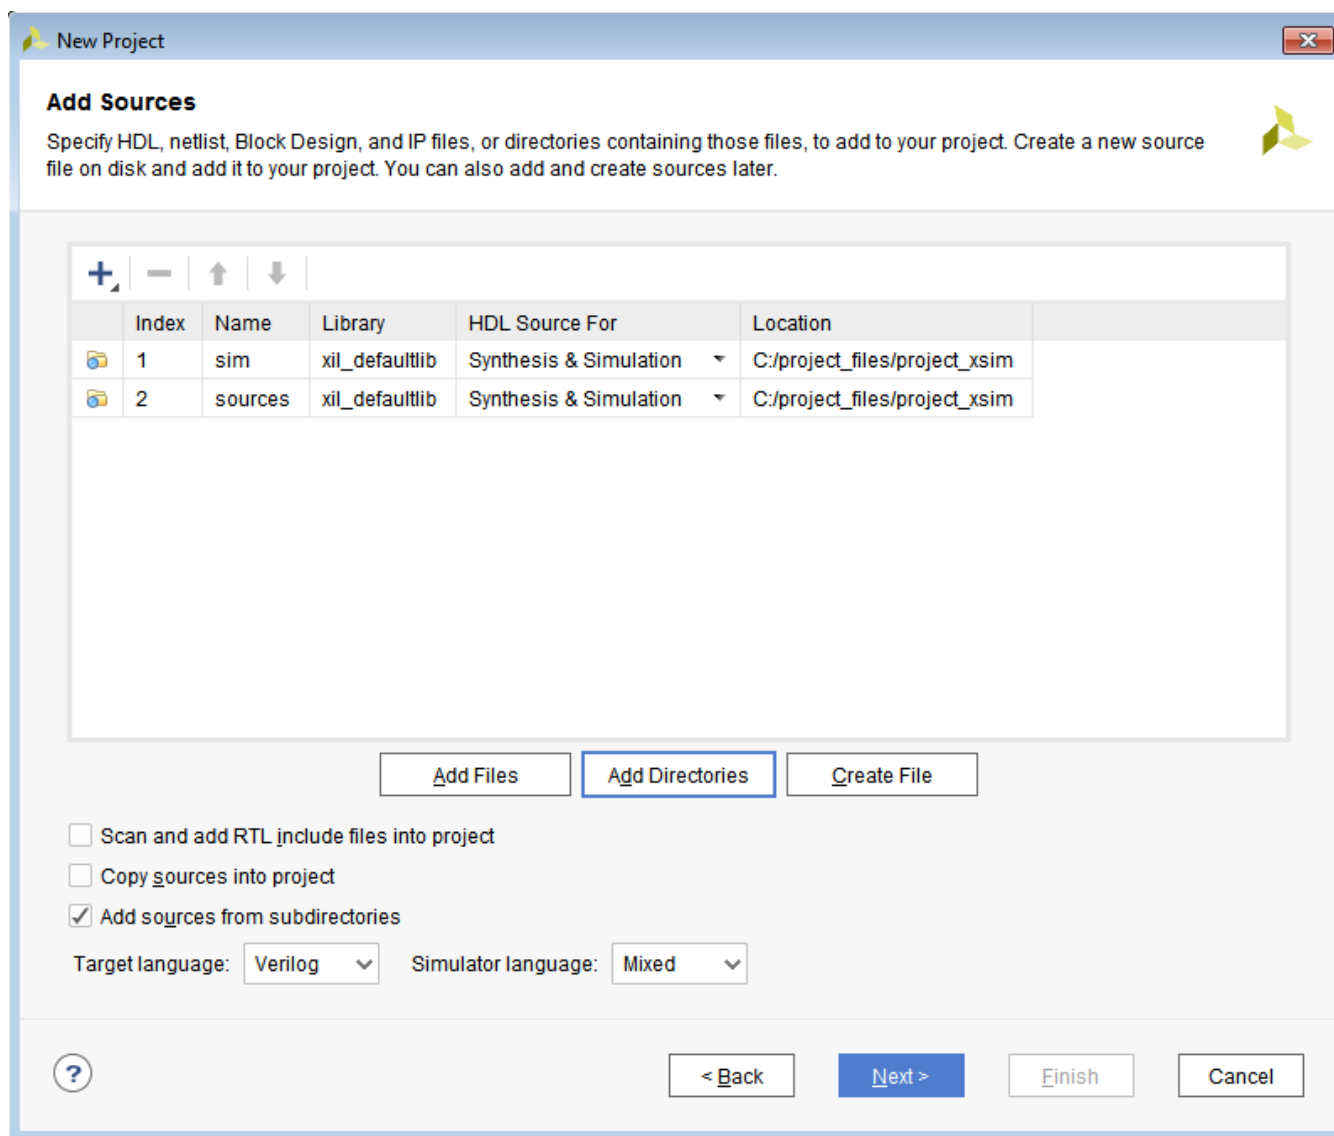 New Project
Add Sources
Specify HDL, netlist, Block Design, and IP files, or directories containing those files, to add to your project. Create a new source
file on disk and add it to your project. You can also add and create sources later.
Index Name Library HDL Source For Location
1 sim xil_defaultlib Synthesis & Simulation C:/project_files/project_xsim
2 sources xil_defaultlib Synthesis & Simulation C:/project_files/project_xsim
Add Files Add Directories Create File
Scan and add RTL include files into project
Copy sources into project
Add sources from subdirectories
Target language: Verilog Simulator language: Mixed
? < Back Next > Finish Cancel